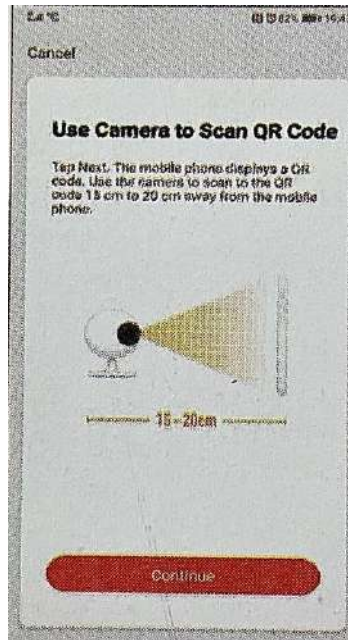 82%
Cancel
Use Camera to Scan QR Code
Tap Next. The mobile phone displays a QR
code. Use the camera to scan to the QR
code 15 cm to 20 cm away from the mobile
phone.
15 - 20cm
Continue